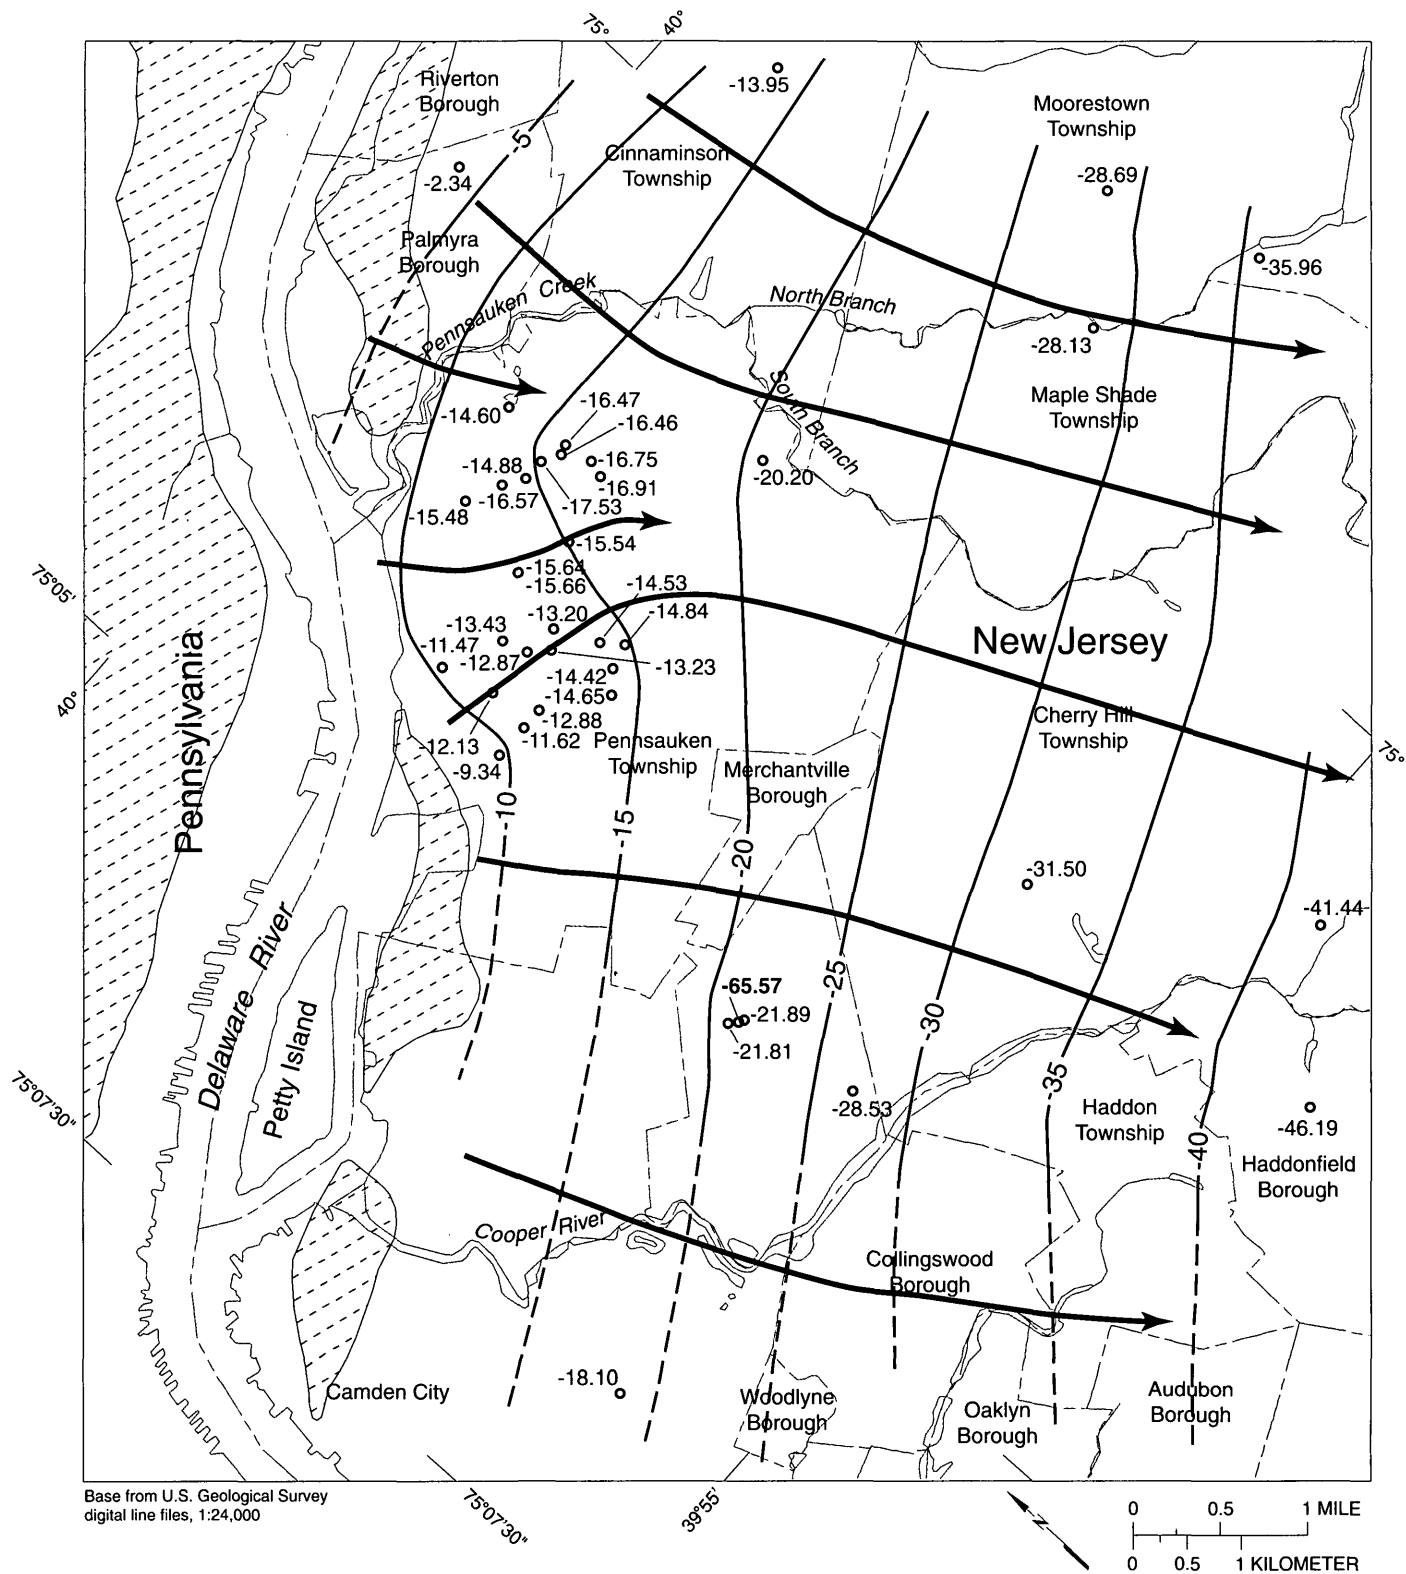 75°
40°
-13.95
Riverton
Borough
Moorestown
Township
-5
Cinnaminson
Township
-2.34
-28.69
Palmyra
Borough
-35.96
Pennsauken Creek
North Branch
-28.13
Maple Shade
Township
South Branch
-14.60
-16.47
-16.46
-14.88
-16.75
-16.91
-20.20
-16.57
-17.53
-15.48
-15.54
-15.64
-15.66
75°05'
-14.53
-13.20
-14.84
-13.43
-11.47
-12.87
-13.23
New Jersey
-14.42
-14.65
40°
Pennsylvania
-12.88
-11.62
-12.13
-9.34
Pennsauken
Township
Cherry Hill
Township
75°
Merchantville
Borough
-10
-15
-20
-31.50
-41.44
Delaware River
Petty Island
-65.57
-21.89
-21.81
-25
-30
-35
-28.53
75°07'30"
Haddon
Township
-46.19
-40
Haddonfield
Borough
Cooper River
Collingswood
Borough
-18.10
Camden City
Woodlyne
Borough
Oaklyn
Borough
Audubon
Borough
Base from U.S. Geological Survey
digital line files, 1:24,000
75°07'30"
39°55'
N
0 0.5 1 MILE
0 0.5 1 KILOMETER